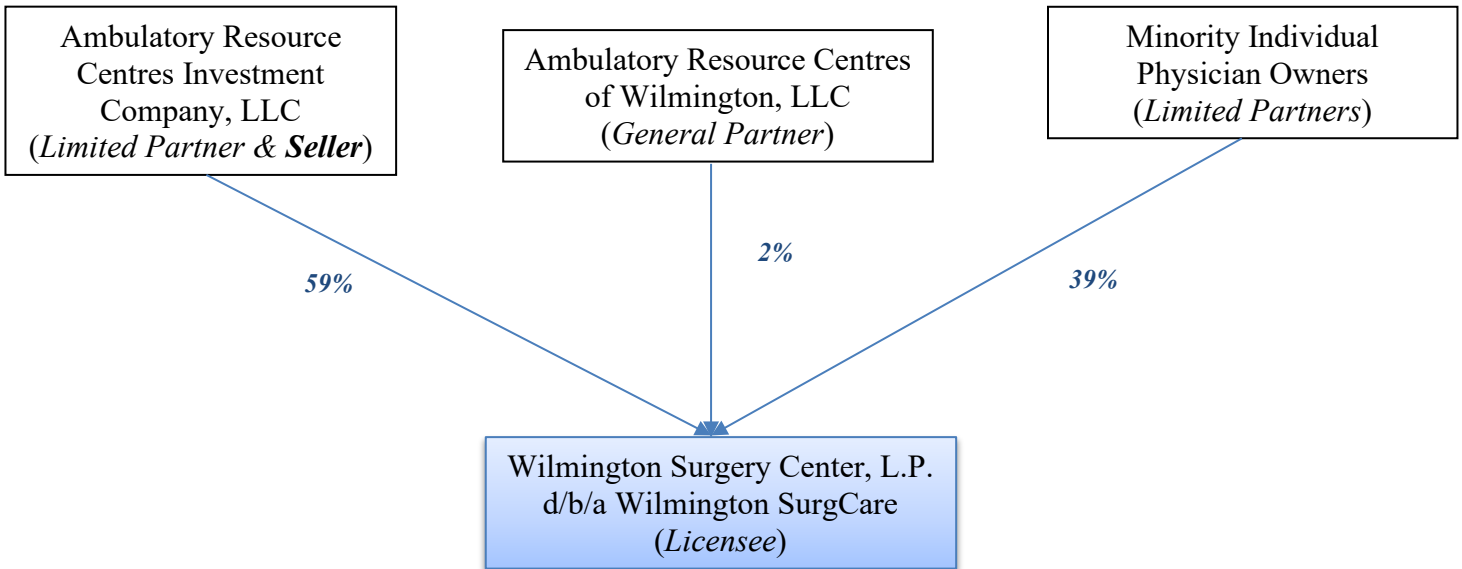 Ambulatory Resource
Centres Investment
Company, LLC
(Limited Partner & Seller)
Ambulatory Resource Centres
of Wilmington, LLC
(General Partner)
Minority Individual
Physician Owners
(Limited Partners)
59%
2%
39%
Wilmington Surgery Center, L.P.
d/b/a Wilmington SurgCare
(Licensee)